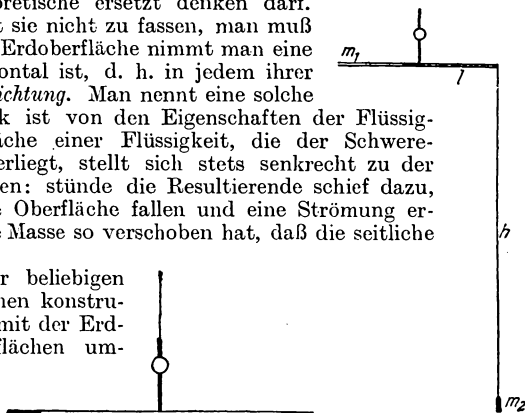 oretische ersetzt denken darf.
t sie nicht zu fassen, man muß
Erdoberfläche nimmt man eine
ontal ist, d. h. in jedem ihrer
ichtung. Man nennt eine solche
k ist von den Eigenschaften der Flüssig-
äche einer Flüssigkeit, die der Schwere-
erliegt, stellt sich stets senkrecht zu der
en: stünde die Resultierende schief dazu,
e Oberfläche fallen und eine Strömung er-
e Masse so verschoben hat, daß die seitliche
r beliebigen
nen konstru-
mit der Erd-
flächen um-
m₁
l
h
m₂